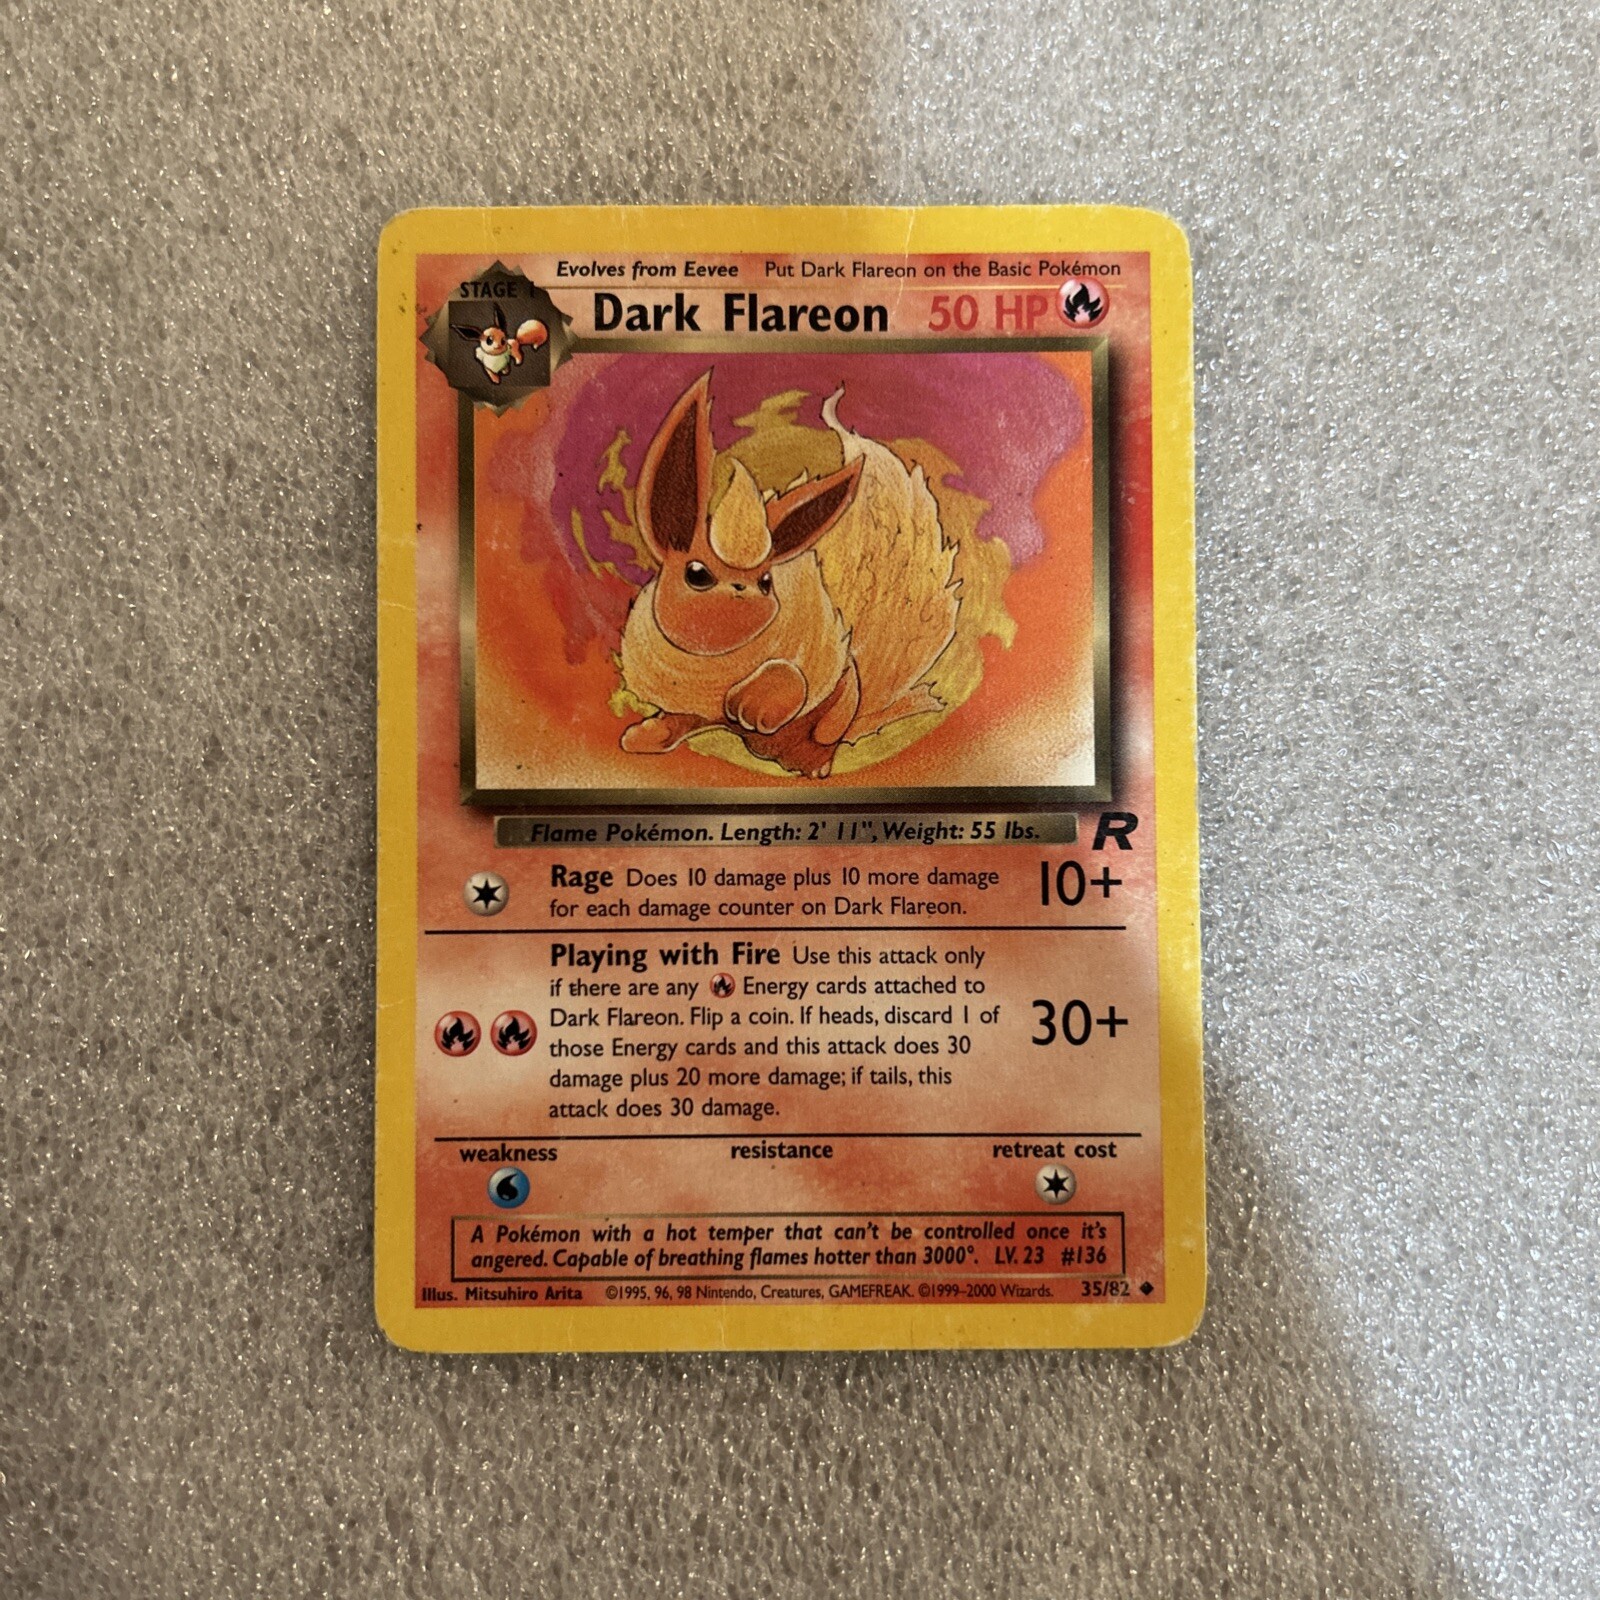 Evolves from Eevee Put Dark Flareon on the Basic Pokémon
STAGE 1
Dark Flareon 50 HP
Flame Pokémon. Length: 2' 11", Weight: 55 lbs.
R
Rage Does 10 damage plus 10 more damage
for each damage counter on Dark Flareon.
10+
Playing with Fire Use this attack only
if there are any Energy cards attached to
Dark Flareon. Flip a coin. If heads, discard 1 of
those Energy cards and this attack does 30
damage plus 20 more damage; if tails, this
attack does 30 damage.
30+
weakness resistance retreat cost
A Pokémon with a hot temper that can't be controlled once it's
angered. Capable of breathing flames hotter than 3000°. LV. 23 #136
Illus. Mitsuhiro Arita ©1995, 96, 98 Nintendo, Creatures, GAMEFREAK. ©1999–2000 Wizards. 35/82